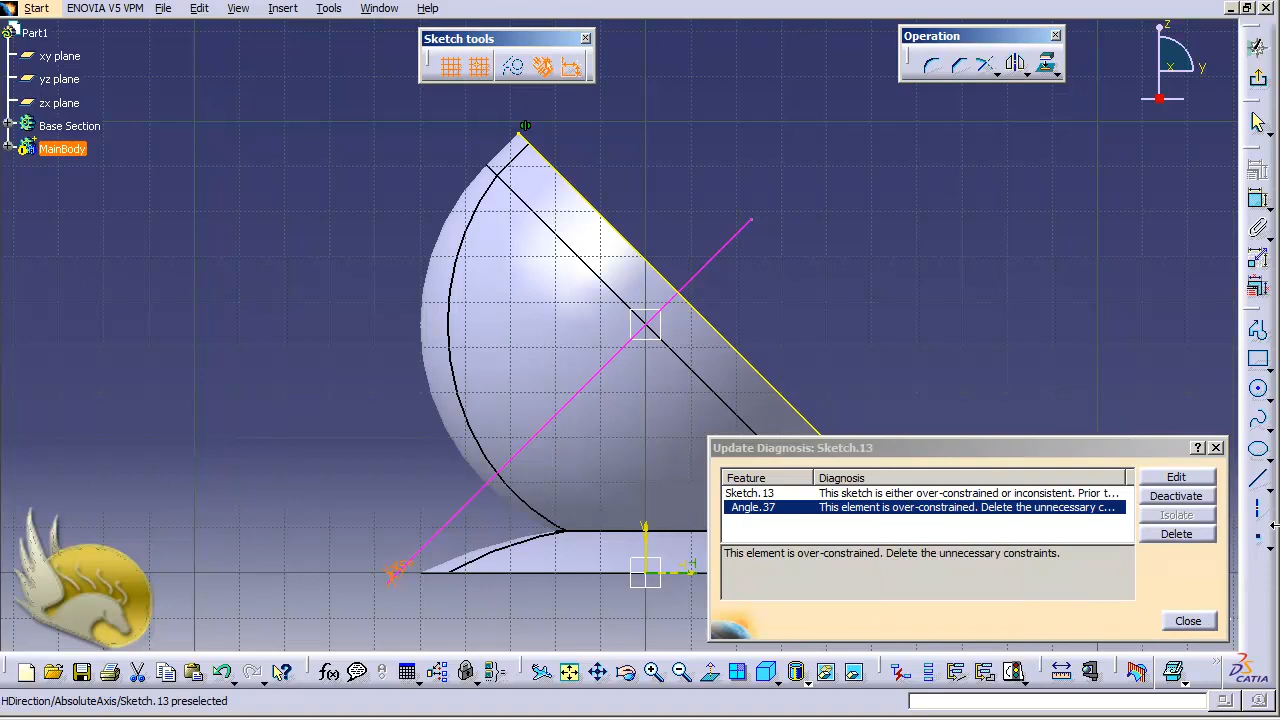 Start ENOVIA V5 VPM File Edit View Insert Tools Window Help
Part1
xy plane
yz plane
zx plane
Base Section
MainBody
Sketch tools
Operation
z
x
y
Update Diagnosis: Sketch.13
Feature Diagnosis
Sketch.13 This sketch is either over-constrained or inconsistent. Prior t...
Angle.37 This element is over-constrained. Delete the unnecessary c...
This element is over-constrained. Delete the unnecessary constraints.
Edit
Deactivate
Isolate
Delete
Close
V
H
f(x)
CATIA
HDirection/AbsoluteAxis/Sketch.13 preselected